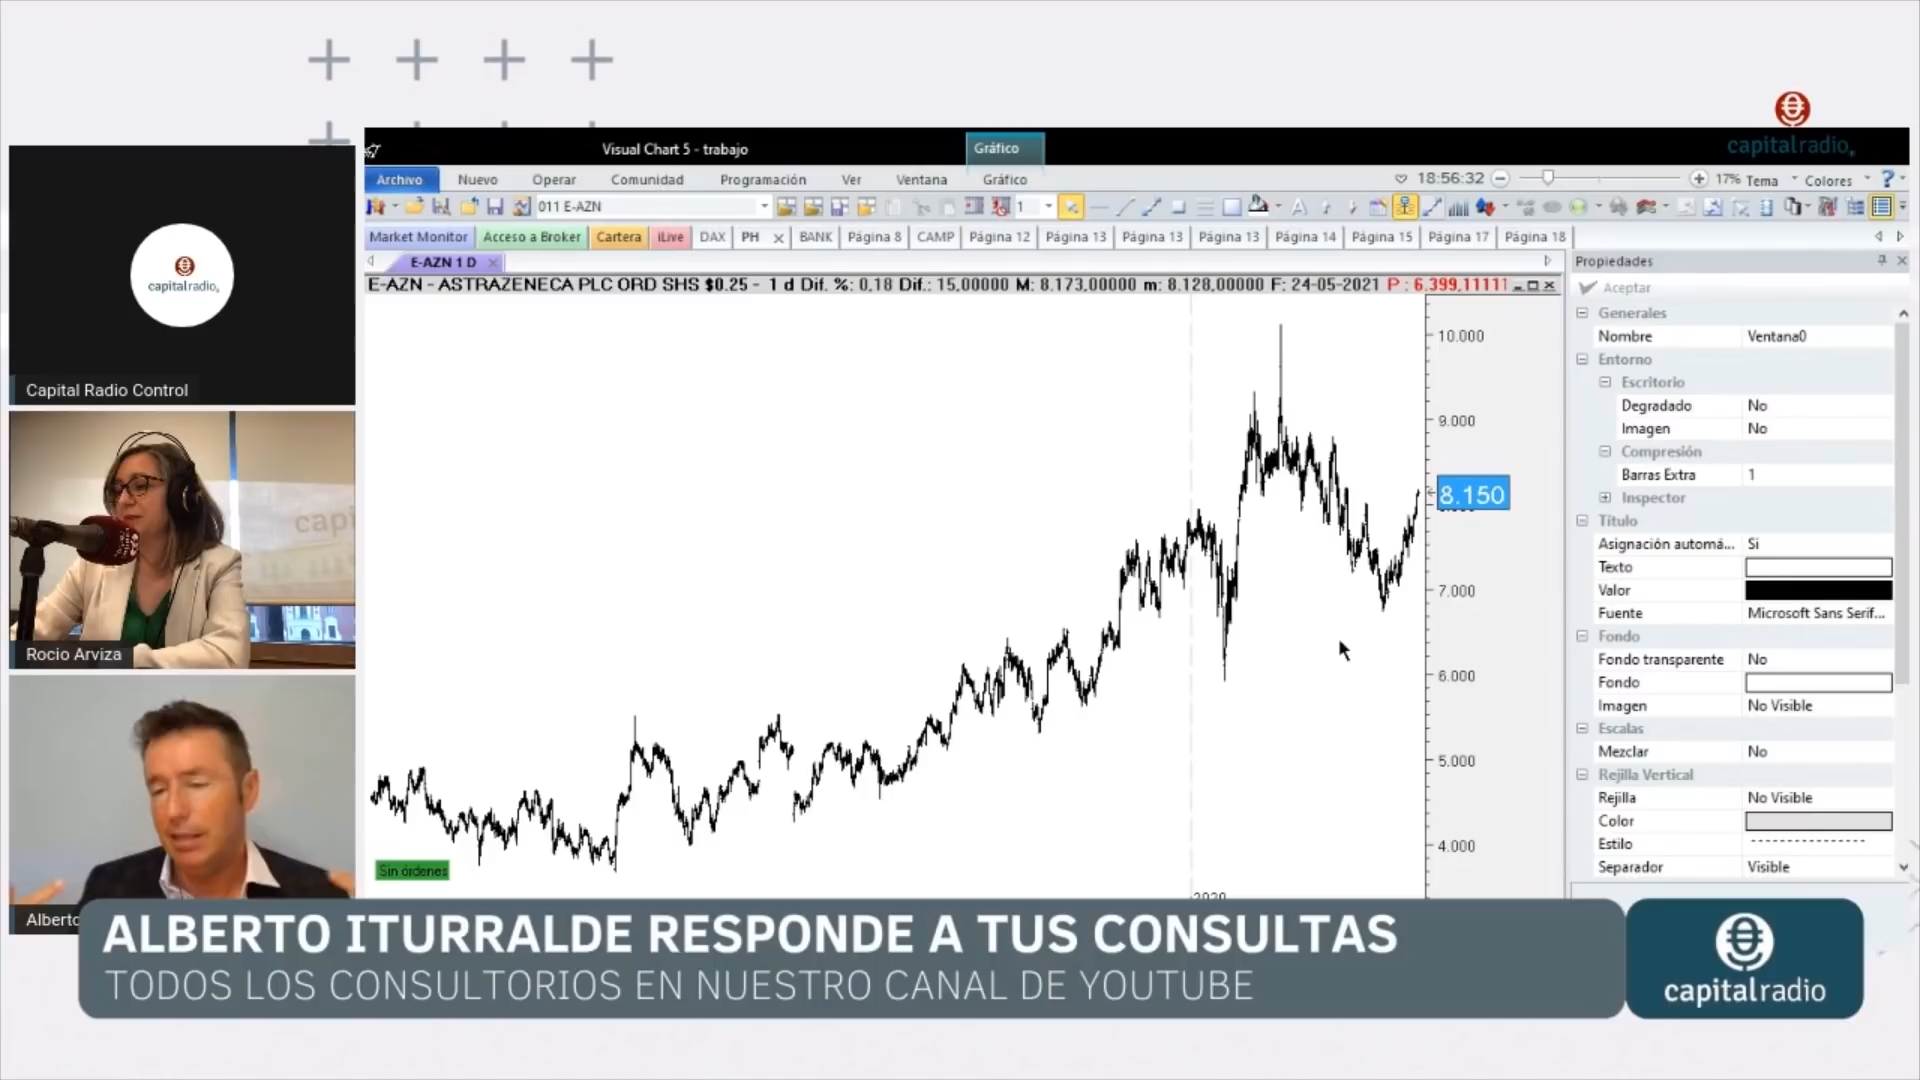 capitalradio
Visual Chart 5 - trabajo
Gráfico
Archivo
Nuevo
Operar
Comunidad
Programación
Ver
Ventana
Gráfico
18:56:32
17%
Tema
Colores
?
011 E-AZN
1
Market Monitor
Acceso a Broker
Cartera
iLive
DAX
PH
BANK
Página 8
CAMP
Página 12
Página 13
Página 13
Página 13
Página 14
Página 15
Página 17
Página 18
E-AZN 1 D
E-AZN - ASTRAZENECA PLC ORD SHS $0.25 - 1 d Dif. %: 0,18 Dif.: 15,00000 M: 8.173,00000 m: 8.128,00000 F: 24-05-2021 P : 6.399,11111
10.000
9.000
8.150
7.000
6.000
5.000
4.000
2020
Sin órdenes
Propiedades
Aceptar
Generales
Nombre Ventana0
Entorno
Escritorio
Degradado No
Imagen No
Compresión
Barras Extra 1
Inspector
Título
Asignación automá... Si
Texto
Valor
Fuente Microsoft Sans Serif...
Fondo
Fondo transparente No
Fondo
Imagen No Visible
Escalas
Mezclar No
Rejilla Vertical
Rejilla No Visible
Color
Estilo
Separador Visible
capitalradio
Capital Radio Control
Rocio Arviza
Alberto
ALBERTO ITURRALDE RESPONDE A TUS CONSULTAS
TODOS LOS CONSULTORIOS EN NUESTRO CANAL DE YOUTUBE
capitalradio